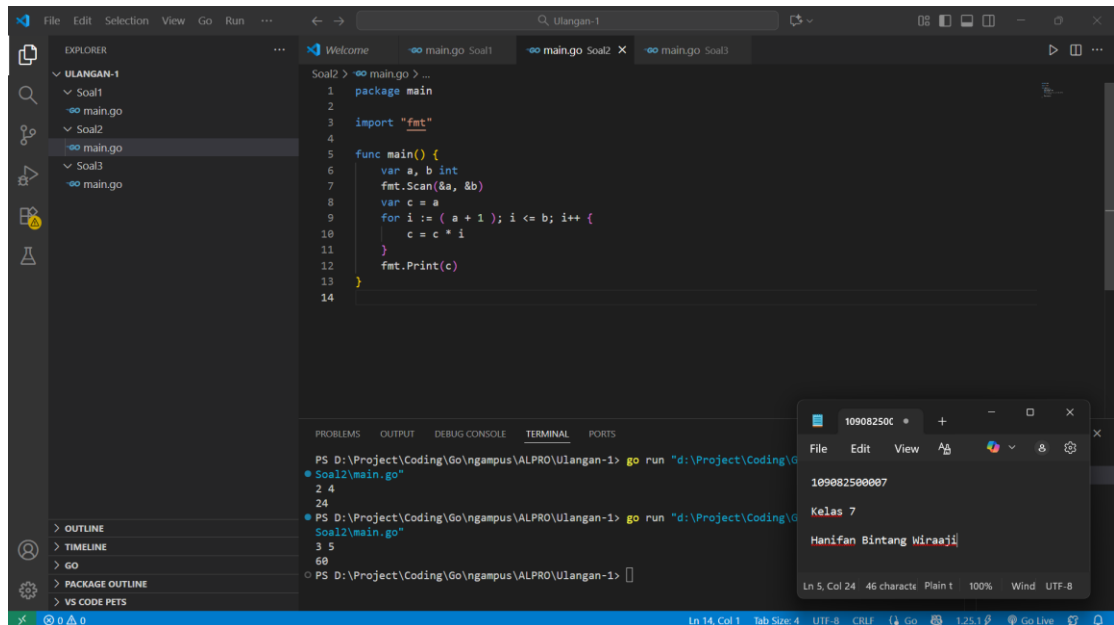 File Edit Selection View Go Run ...
Ulangan-1
EXPLORER
Welcome
main.go Soal1
main.go Soal2
main.go Soal3
ULANGAN-1
Soal1
main.go
Soal2
main.go
Soal3
main.go
OUTLINE
TIMELINE
GO
PACKAGE OUTLINE
VS CODE PETS
Soal2 > main.go > ...
1 package main
2
3 import "fmt"
4
5 func main() {
6 var a, b int
7 fmt.Scan(&a, &b)
8 var c = a
9 for i := ( a + 1 ); i <= b; i++ {
10 c = c * i
11 }
12 fmt.Print(c)
13 }
14
PROBLEMS OUTPUT DEBUG CONSOLE TERMINAL PORTS
PS D:\Project\Coding\Go\ngampus\ALPRO\Ulangan-1> go run "d:\Project\Coding\G
Soal2\main.go"
2 4
24
PS D:\Project\Coding\Go\ngampus\ALPRO\Ulangan-1> go run "d:\Project\Coding\G
Soal2\main.go"
3 5
60
PS D:\Project\Coding\Go\ngampus\ALPRO\Ulangan-1>
10908250C
File Edit View
109082500007
Kelas 7
Hanifan Bintang Wiraaji
Ln 5, Col 24 46 characte Plain t 100% Wind UTF-8
0 0 Ln 14, Col 1 Tab Size: 4 UTF-8 CRLF Go 1.25.1 Go Live